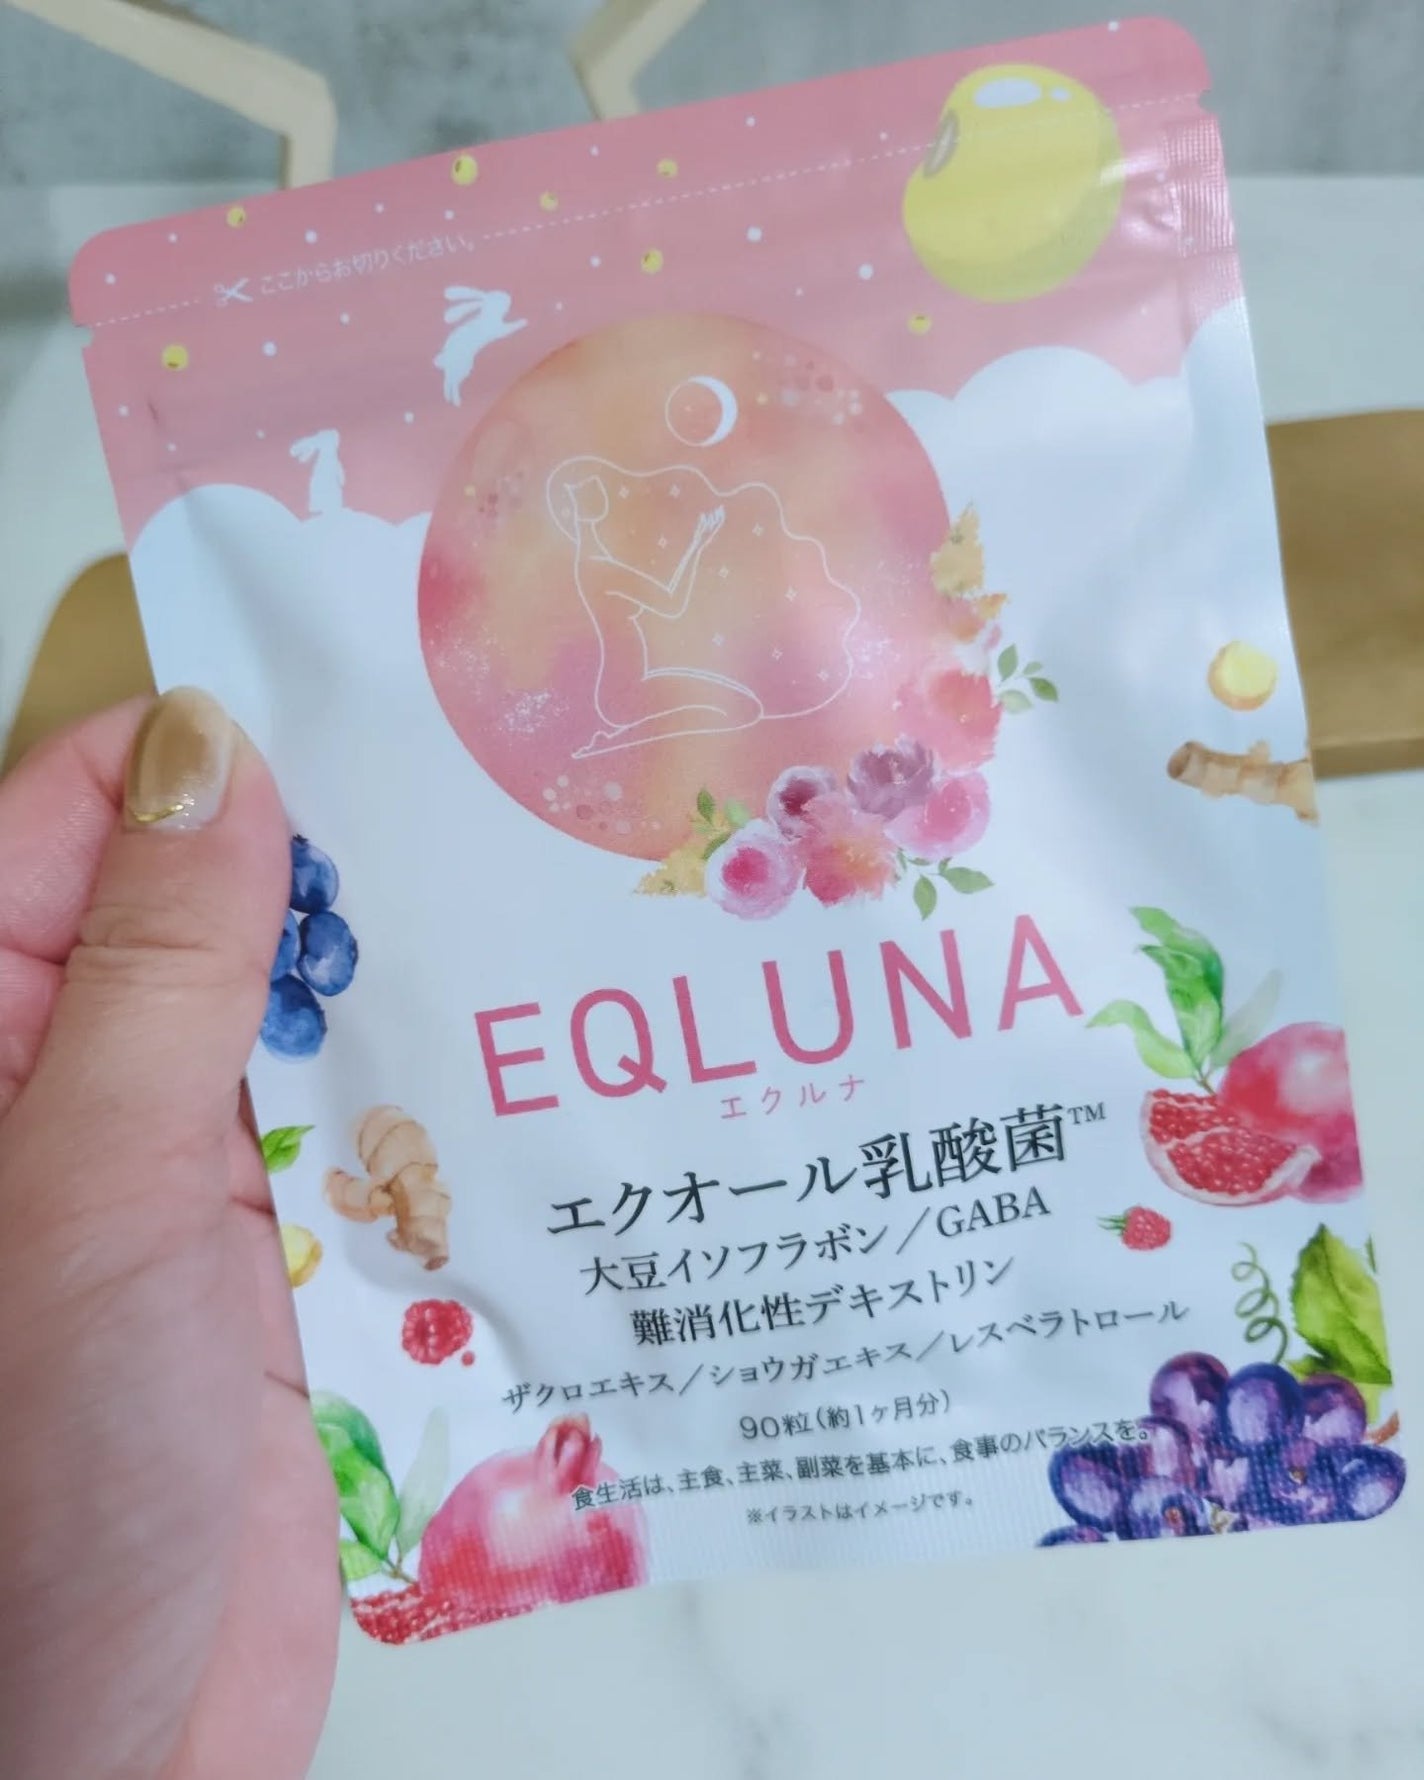 ここからお切りください。
EQLUNA
エクルナ
エクオール乳酸菌™
大豆イソフラボン／GABA
難消化性デキストリン
ザクロエキス／ショウガエキス／レスベラトロール
90粒(約1ヶ月分)
食生活は、主食、主菜、副菜を基本に、食事のバランスを。
※イラストはイメージです。